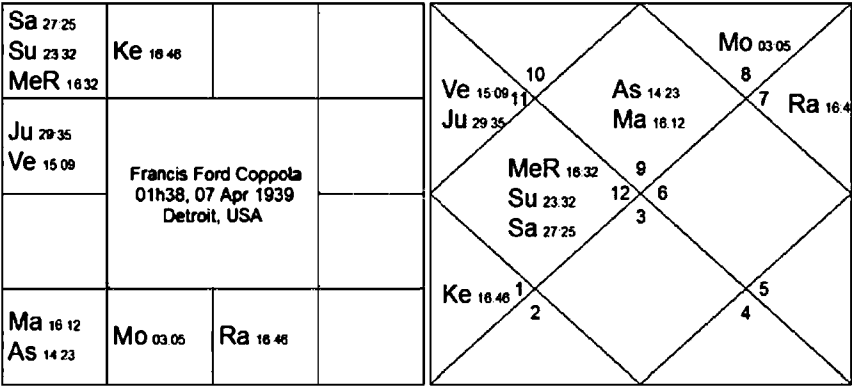 Sa 27 25
Su 23 32
MeR 16 32
Ke 16 46
Ju 29 35
Ve 15 09
Francis Ford Coppola
01h38, 07 Apr 1939
Detroit, USA
Ma 16 12
As 14 23
Mo 03.05
Ra 16 46
Mo 03 05
10
8
Ve 15 09
11
As 14 23
7
Ra 16:4
Ju 29 35
Ma 16.12
MeR 16 32
9
Su 23.32
12
6
Sa 27:25
3
Ke 16.46
1
5
2
4